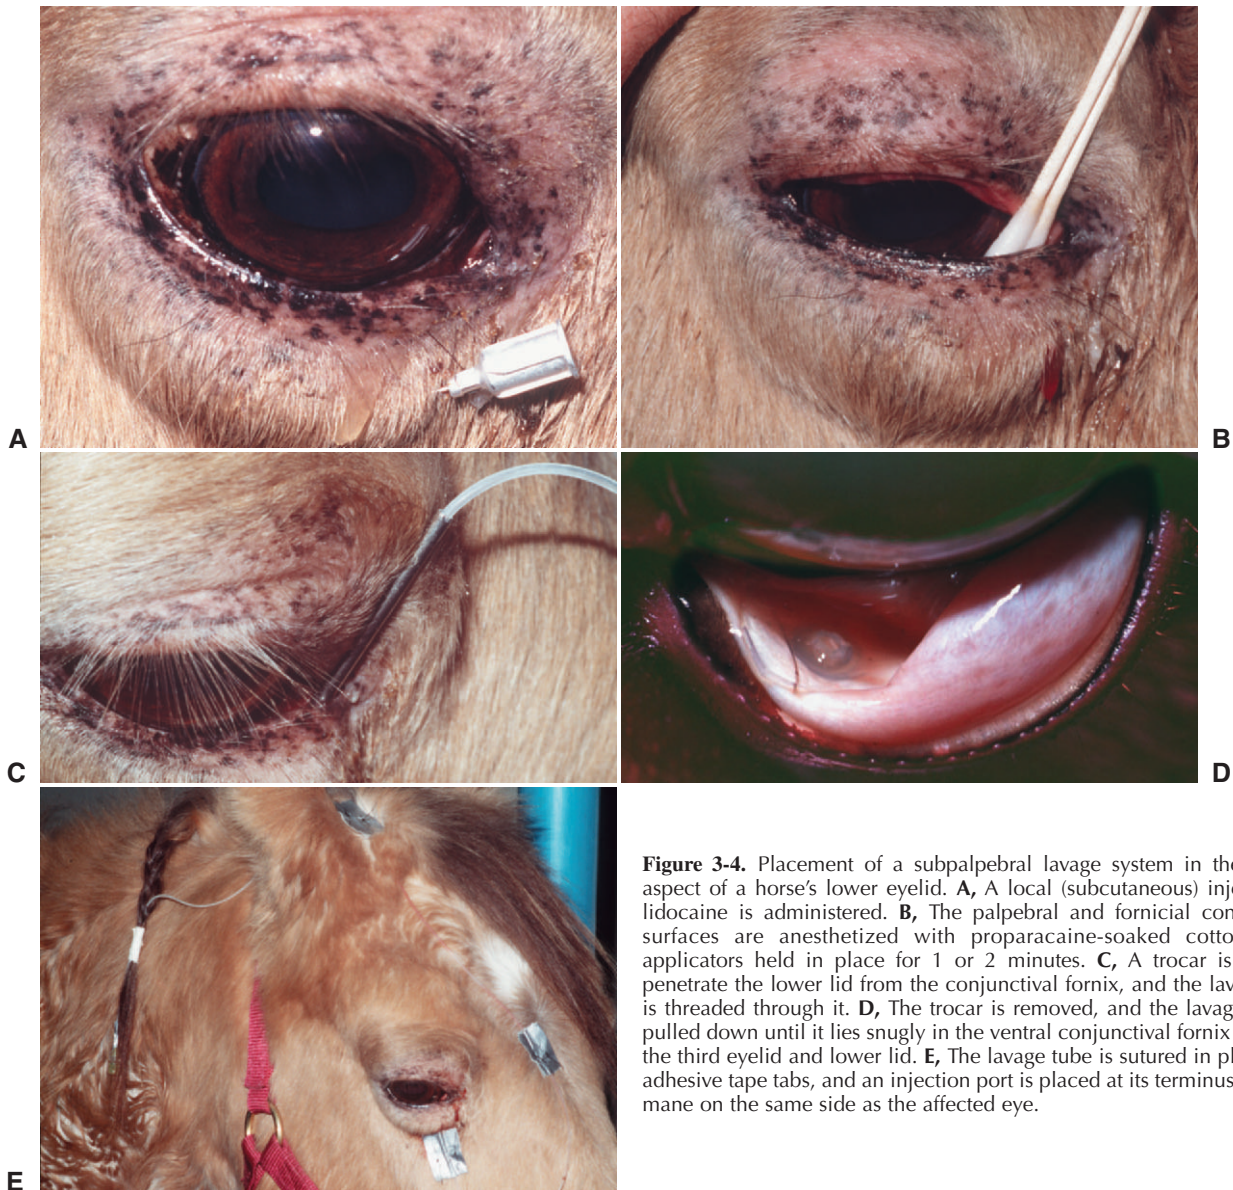 A
B
C
D
E
Figure 3-4. Placement of a subpalpebral lavage system in the
aspect of a horse's lower eyelid. A, A local (subcutaneous) inje
lidocaine is administered. B, The palpebral and fornicial con
surfaces are anesthetized with proparacaine-soaked cotto
applicators held in place for 1 or 2 minutes. C, A trocar is
penetrate the lower lid from the conjunctival fornix, and the lav
is threaded through it. D, The trocar is removed, and the lavag
pulled down until it lies snugly in the ventral conjunctival fornix
the third eyelid and lower lid. E, The lavage tube is sutured in pl
adhesive tape tabs, and an injection port is placed at its terminus
mane on the same side as the affected eye.